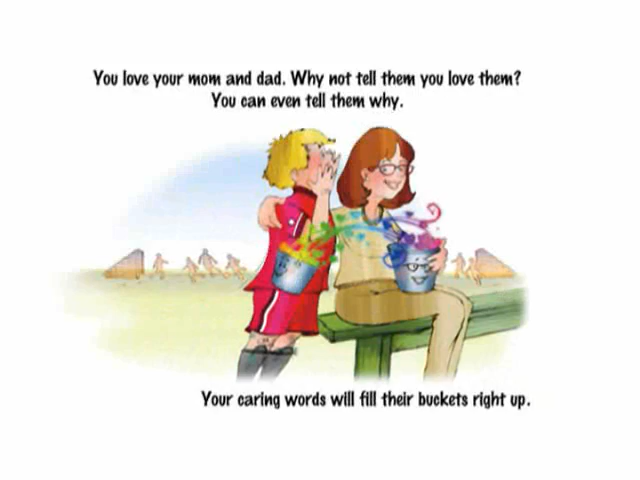 You love your mom and dad. Why not tell them you love them?
You can even tell them why.
Your caring words will fill their buckets right up.